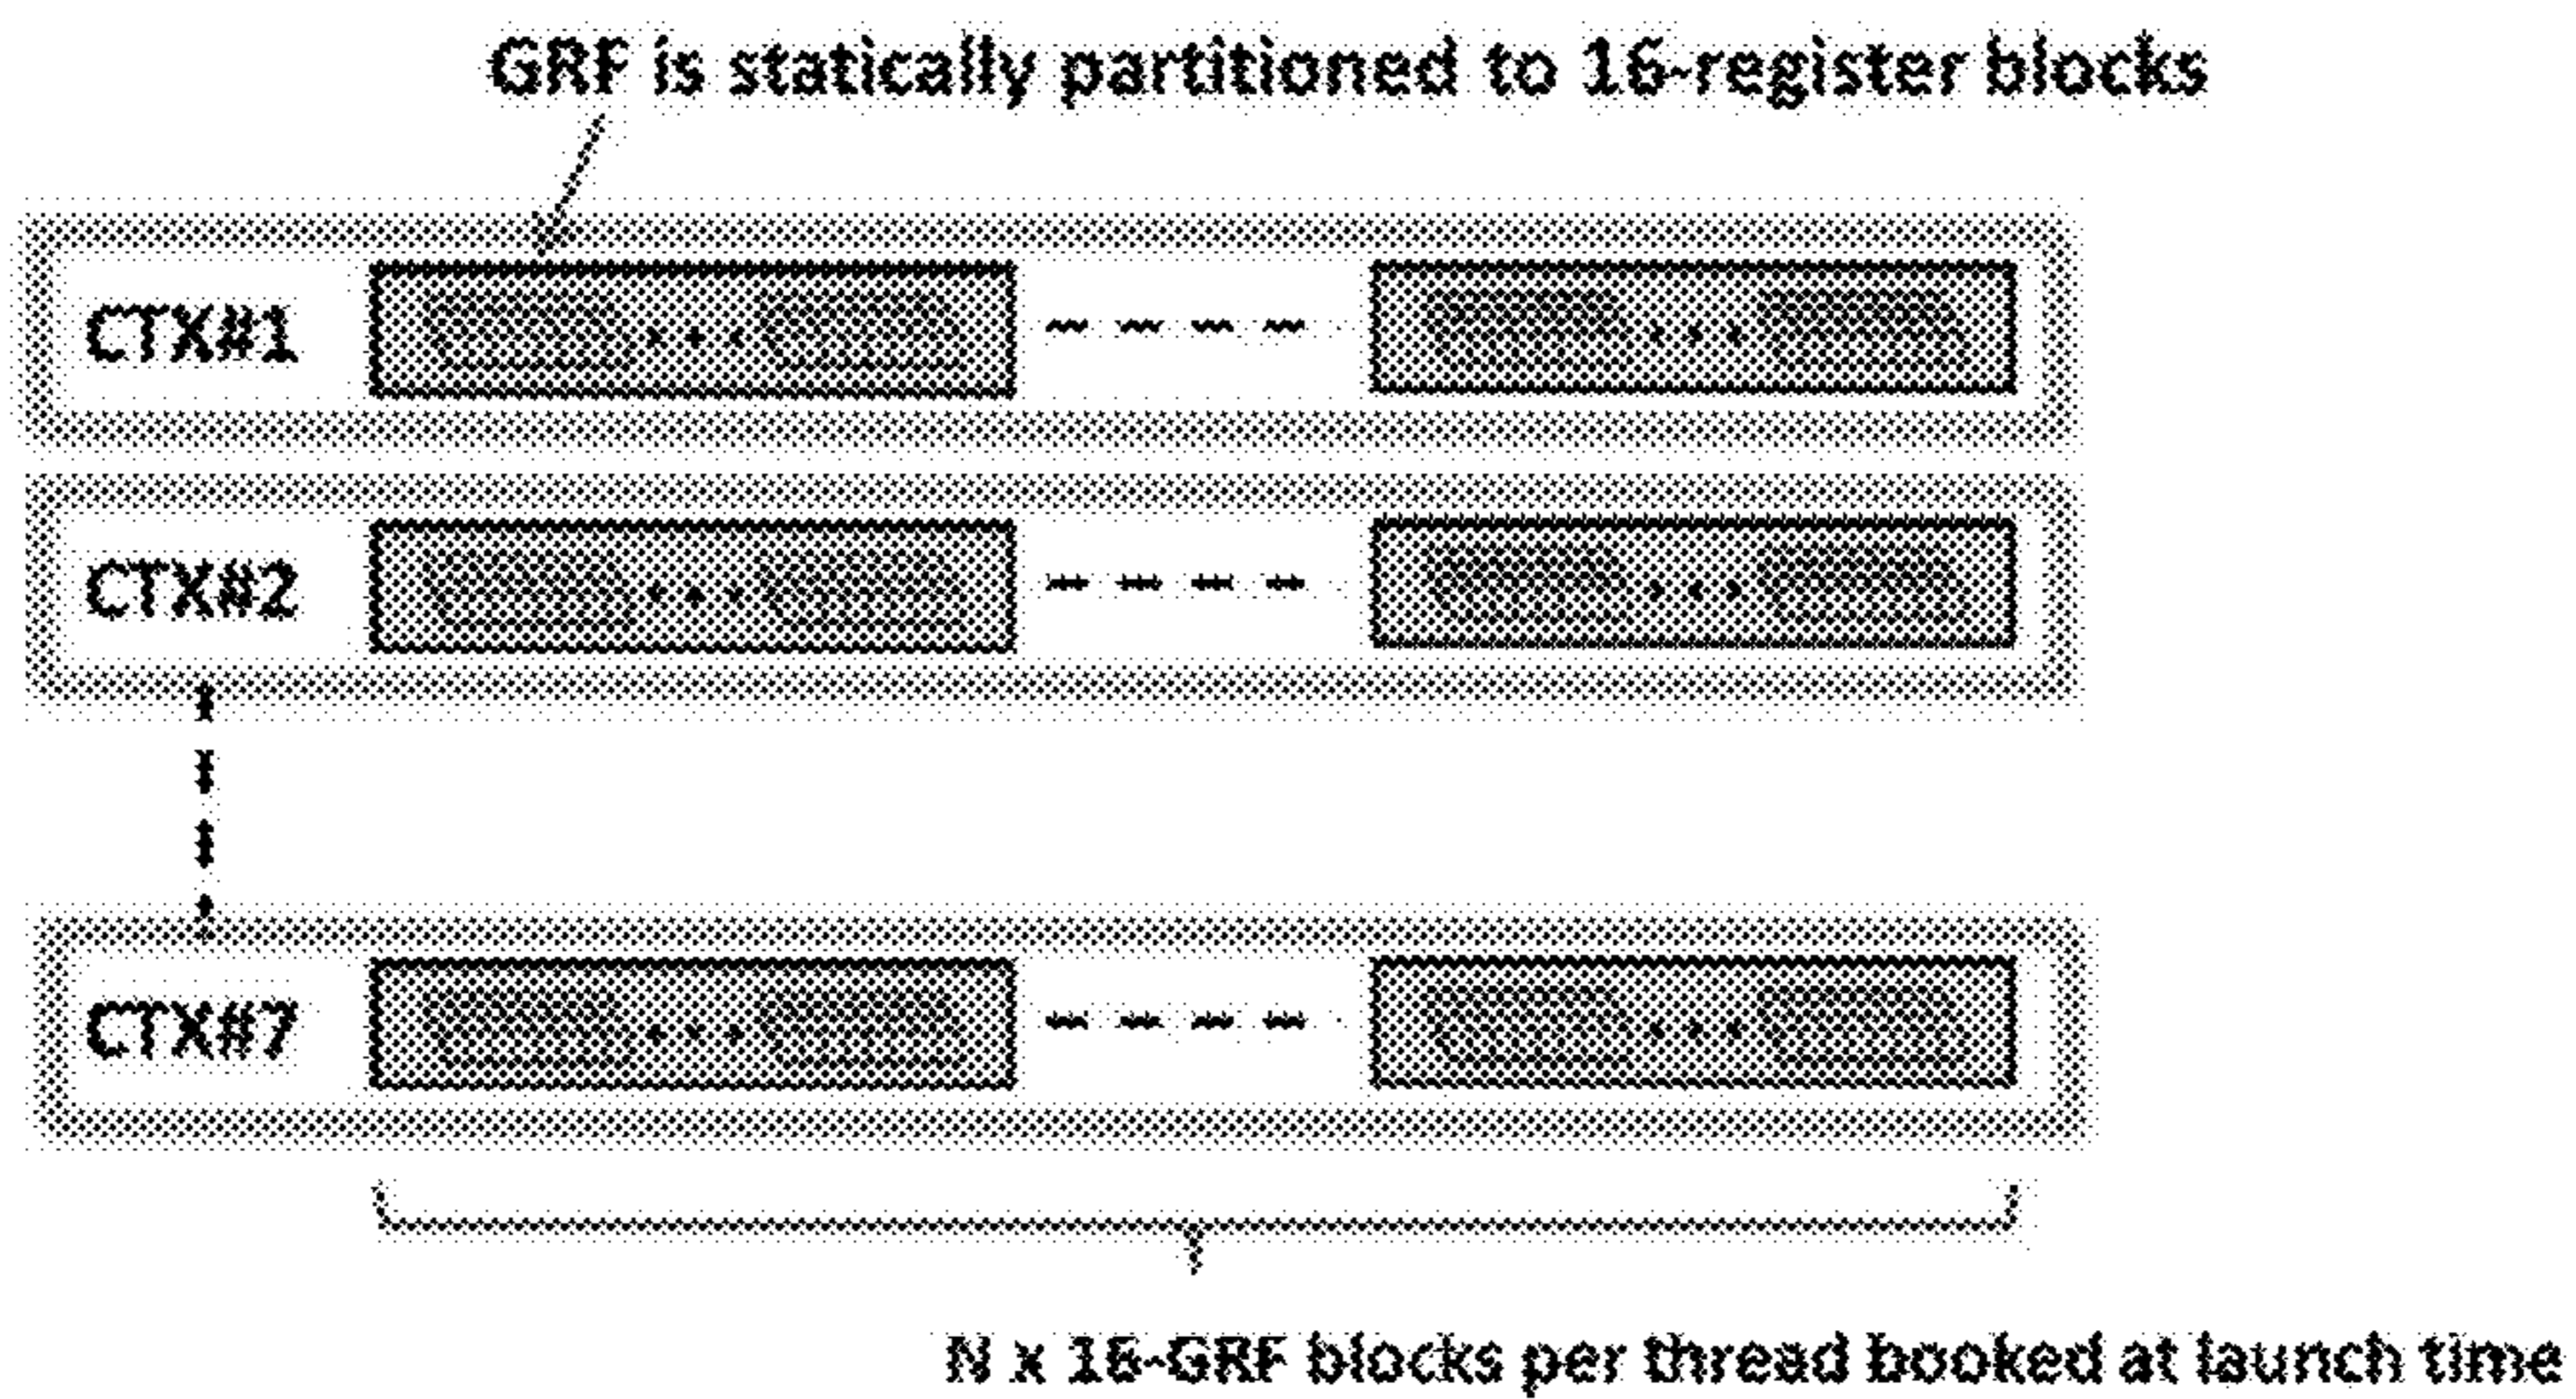 GRF is statically partitioned to 16-register blocks
CTX#1
CTX#2
CTX#7
N x 16-GRF blocks per thread booked at launch time